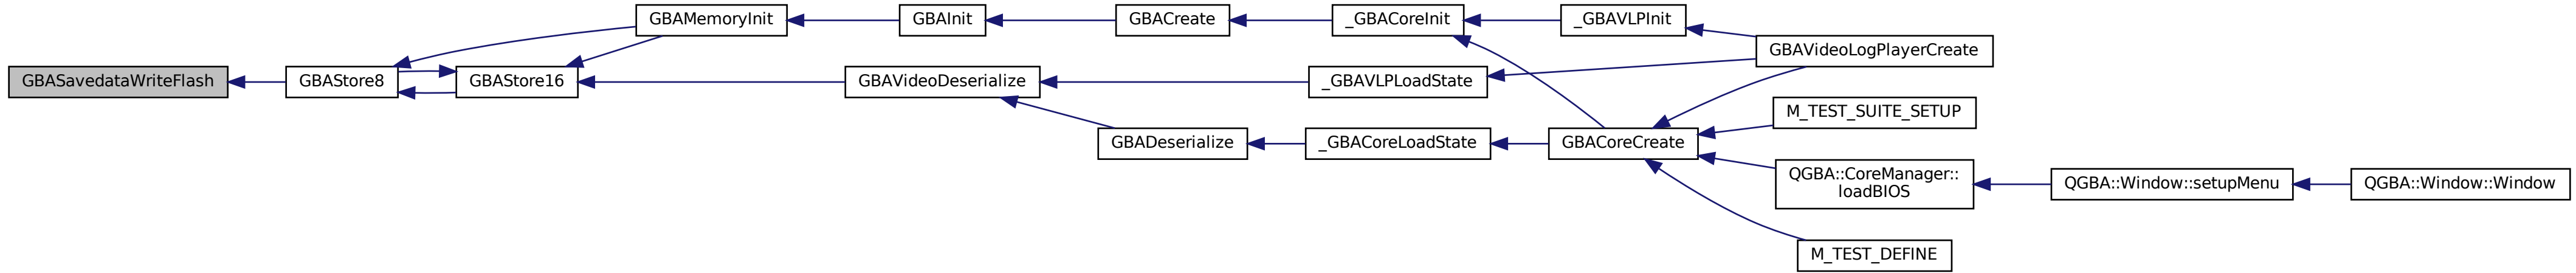 GBASavedataWriteFlash
GBAStore8
GBAStore16
GBAMemoryInit
GBAInit
GBACreate
_GBACoreInit
_GBAVLPInit
GBAVideoLogPlayerCreate
GBAVideoDeserialize
_GBAVLPLoadState
GBADeserialize
_GBACoreLoadState
GBACoreCreate
M_TEST_SUITE_SETUP
QGBA::CoreManager::
loadBIOS
QGBA::Window::setupMenu
QGBA::Window::Window
M_TEST_DEFINE